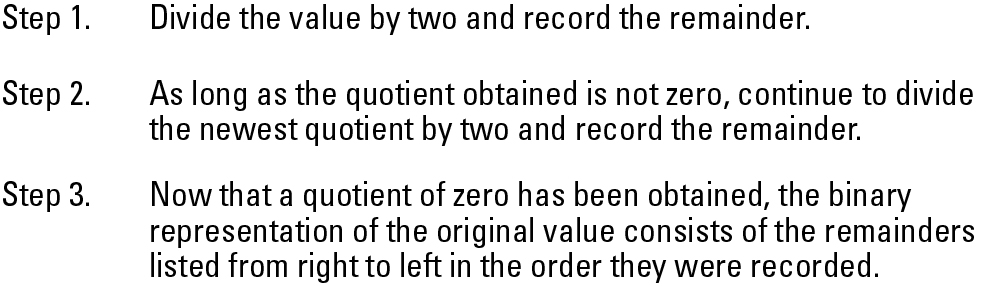 Step 1. Divide the value by two and record the remainder.
Step 2. As long as the quotient obtained is not zero, continue to divide
the newest quotient by two and record the remainder.
Step 3. Now that a quotient of zero has been obtained, the binary
representation of the original value consists of the remainders
listed from right to left in the order they were recorded.